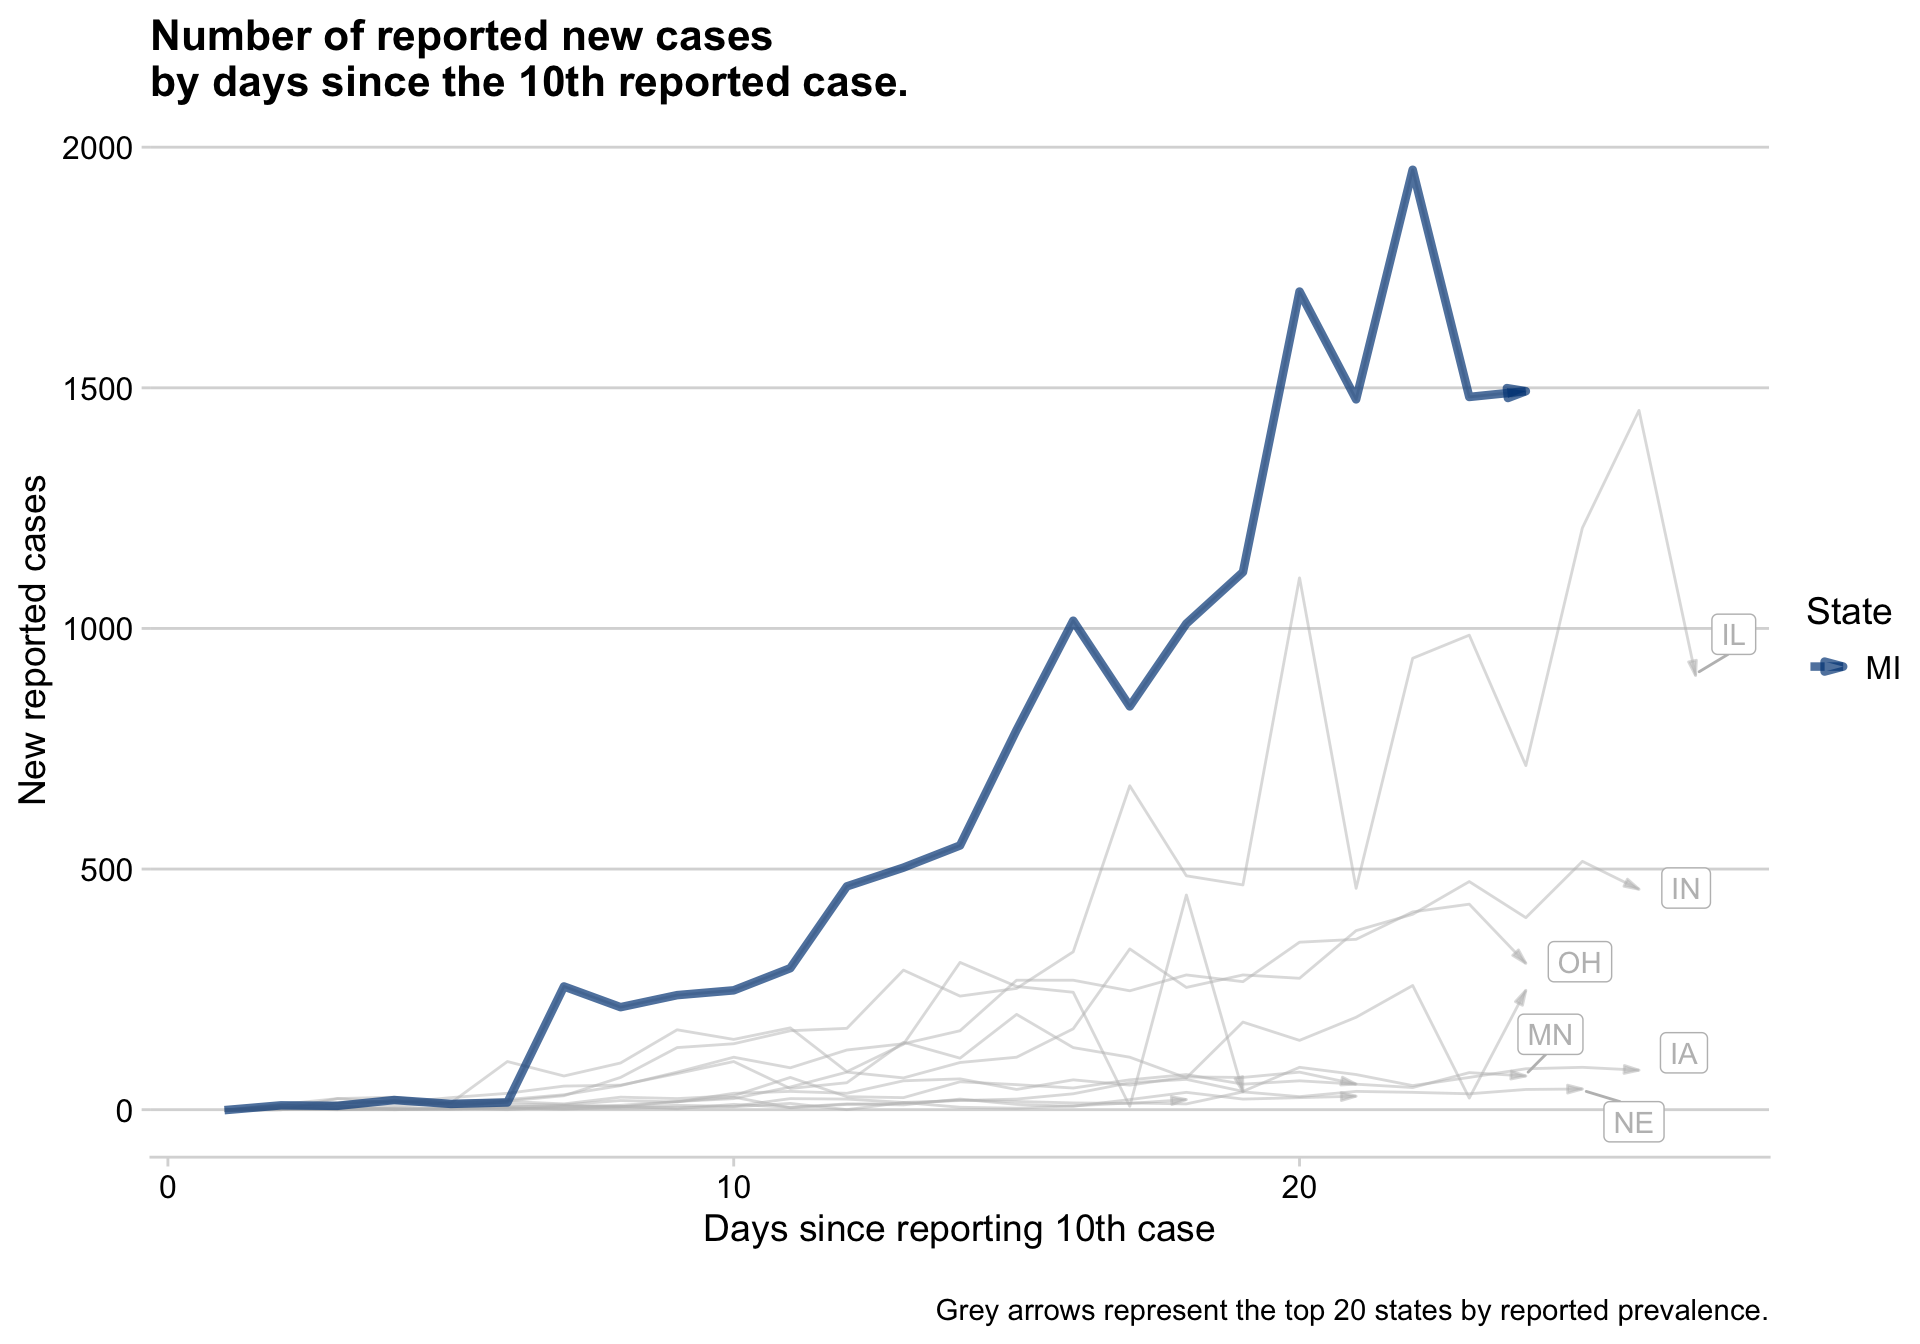 Number of reported new cases
by days since the 10th reported case.
2000
1500
1000
500
0
New reported cases
IL
IN
OH
MN
IA
NE
State
MI
0
10
20
Days since reporting 10th case
Grey arrows represent the top 20 states by reported prevalence.